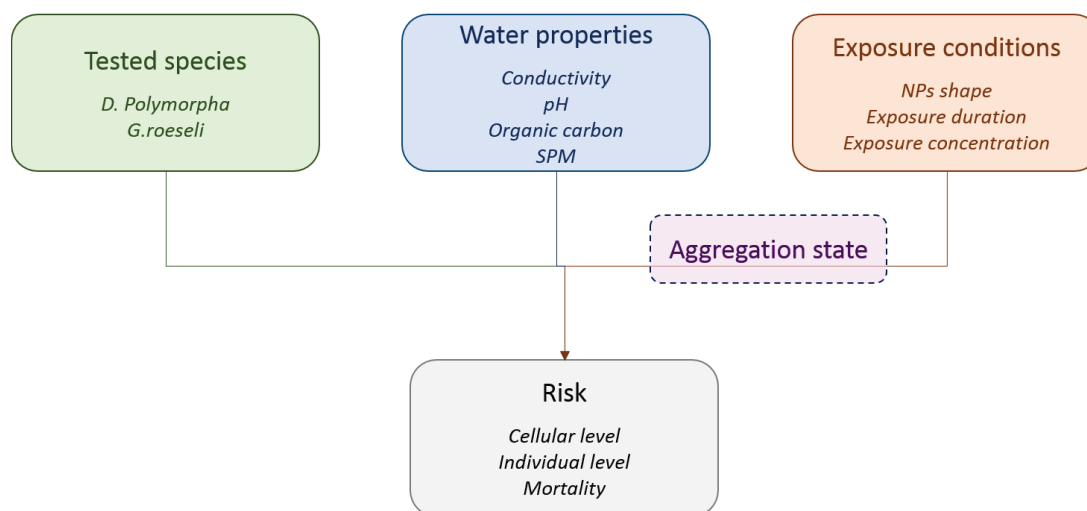 Tested species
D. Polymorpha
G.roeseli
Water properties
Conductivity
pH
Organic carbon
SPM
Exposure conditions
NPs shape
Exposure duration
Exposure concentration
Aggregation state
Risk
Cellular level
Individual level
Mortality